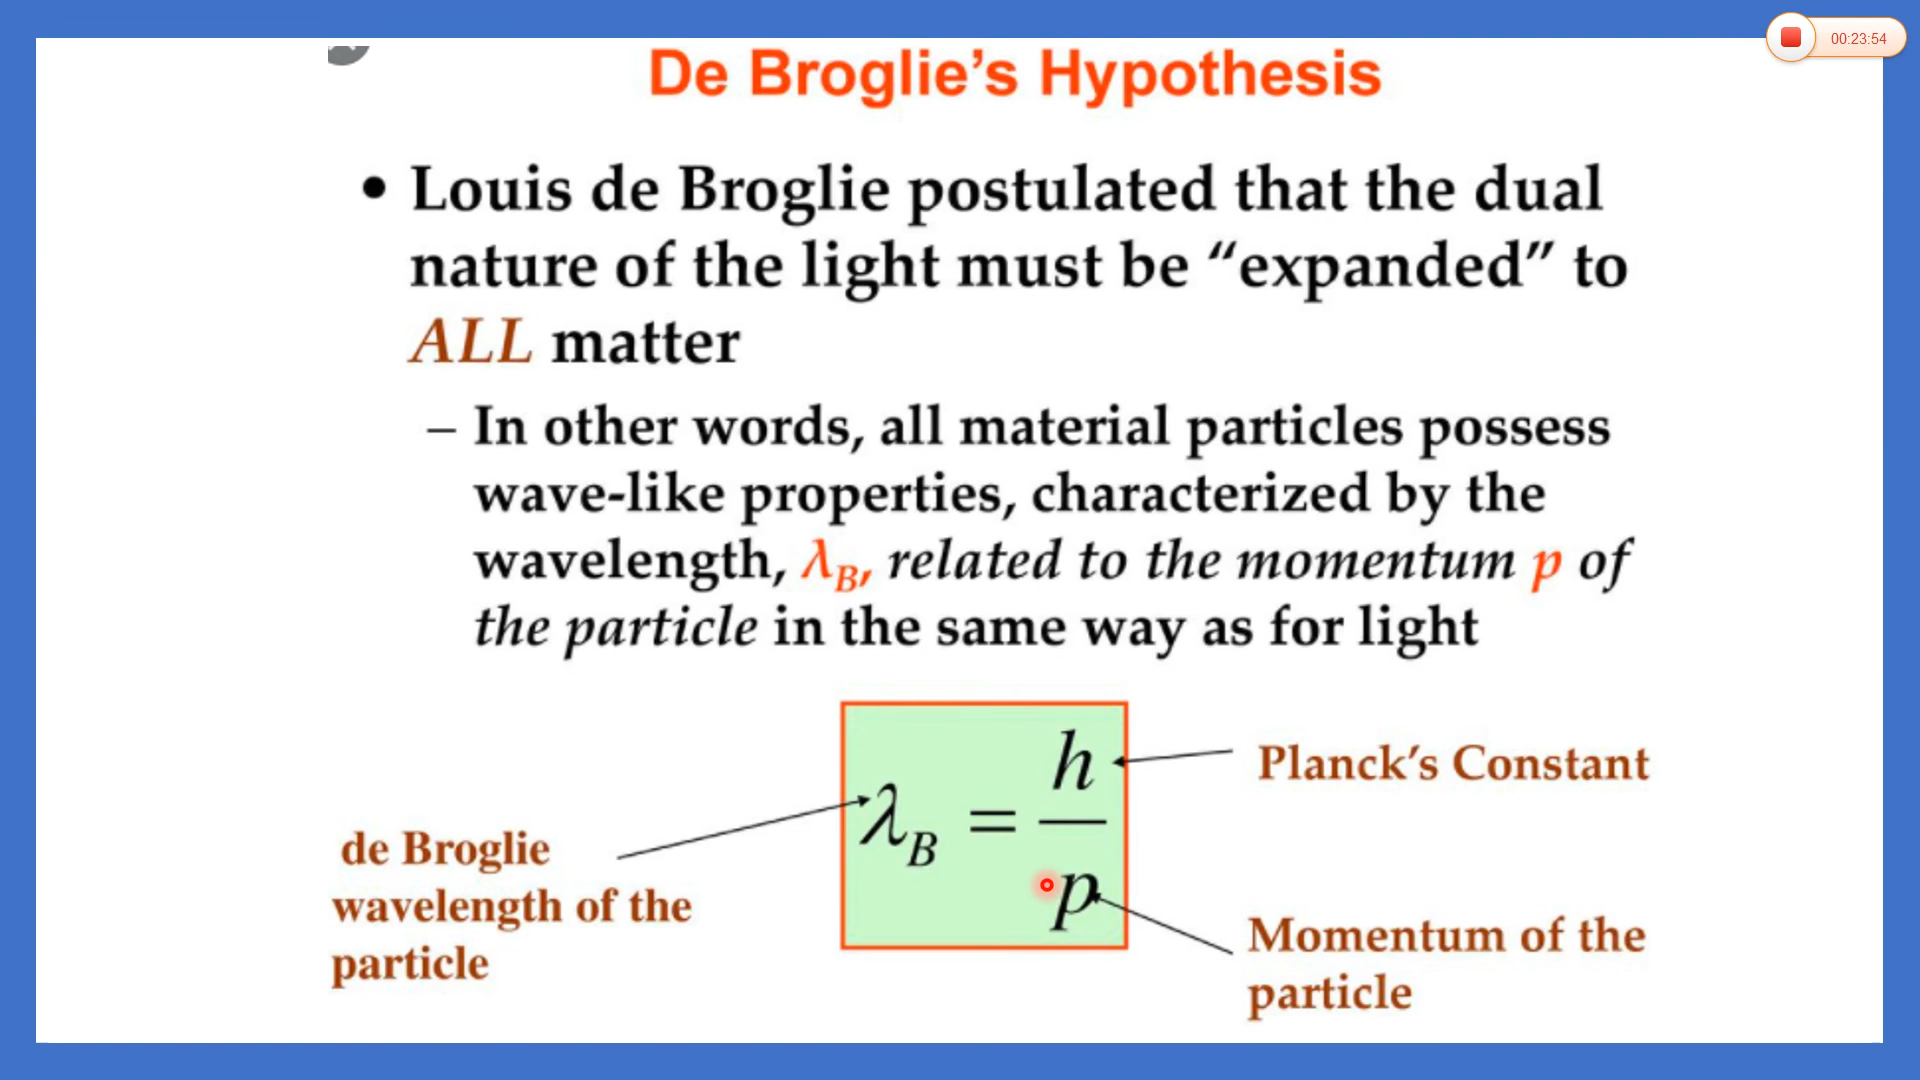 00:23:54
De Broglie’s Hypothesis
• Louis de Broglie postulated that the dual
nature of the light must be “expanded” to
ALL matter
– In other words, all material particles possess
wave-like properties, characterized by the
wavelength, λB, related to the momentum p of
the particle in the same way as for light
λB = h/p
Planck’s Constant
de Broglie
wavelength of the
particle
Momentum of the
particle